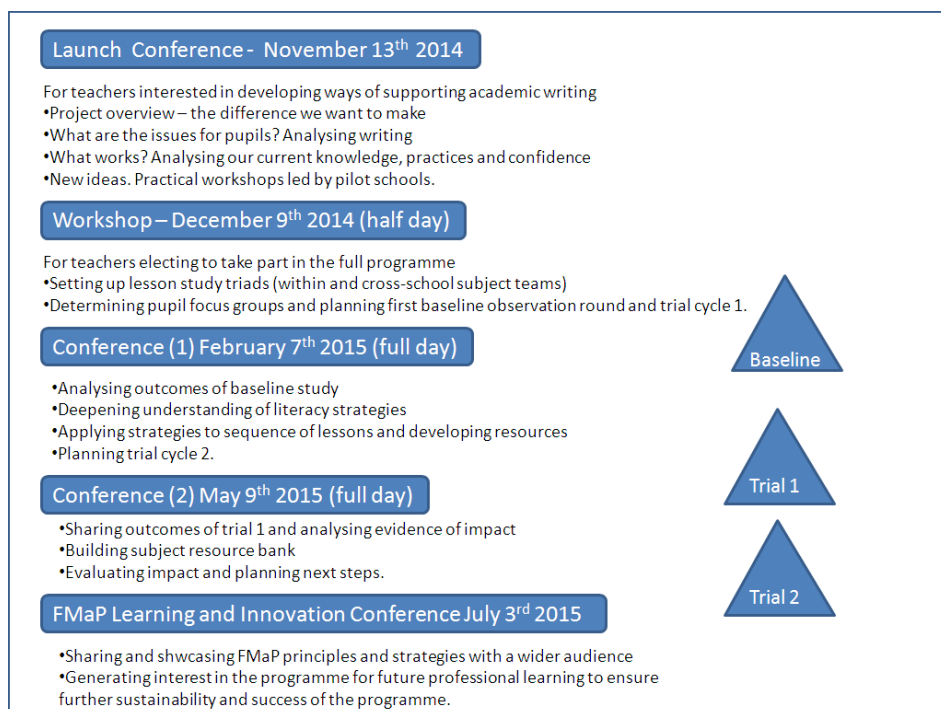 Launch Conference - November 13th 2014
For teachers interested in developing ways of supporting academic writing
•Project overview – the difference we want to make
•What are the issues for pupils? Analysing writing
•What works? Analysing our current knowledge, practices and confidence
•New ideas. Practical workshops led by pilot schools.
Workshop – December 9th 2014 (half day)
For teachers electing to take part in the full programme
•Setting up lesson study triads (within and cross-school subject teams)
•Determining pupil focus groups and planning first baseline observation round and trial cycle 1.
Baseline
Conference (1) February 7th 2015 (full day)
•Analysing outcomes of baseline study
•Deepening understanding of literacy strategies
•Applying strategies to sequence of lessons and developing resources
•Planning trial cycle 2.
Trial 1
Conference (2) May 9th 2015 (full day)
•Sharing outcomes of trial 1 and analysing evidence of impact
•Building subject resource bank
•Evaluating impact and planning next steps.
Trial 2
FMaP Learning and Innovation Conference July 3rd 2015
•Sharing and shwcasing FMaP principles and strategies with a wider audience
•Generating interest in the programme for future professional learning to ensure
further sustainability and success of the programme.